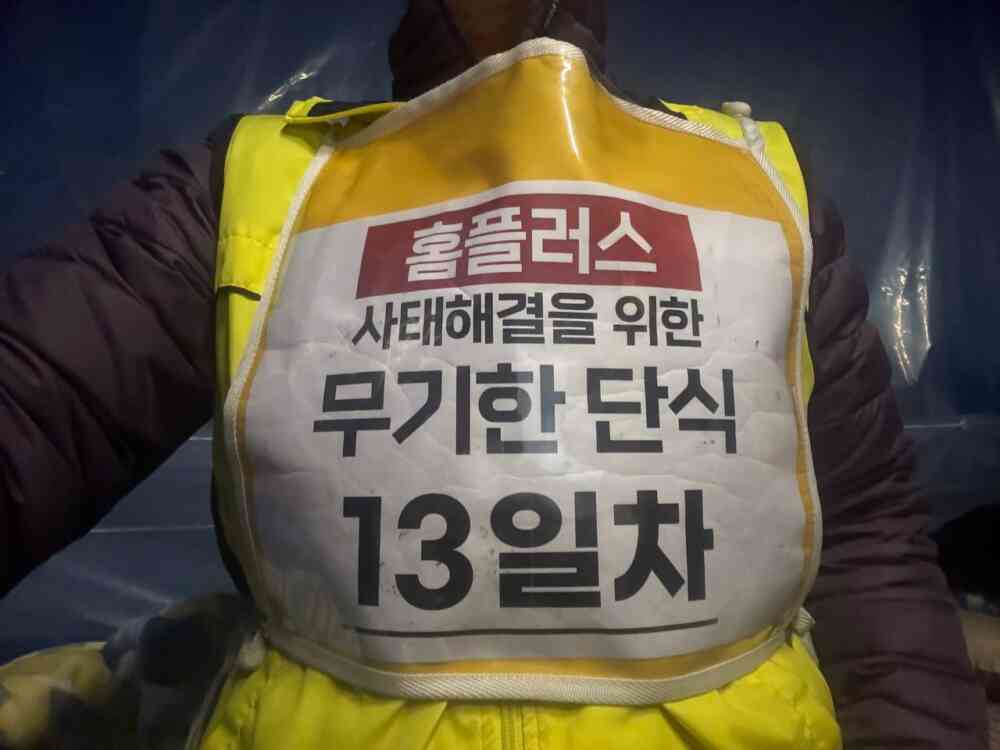 홈플러스
사태해결을 위한
무기한 단식
13일차